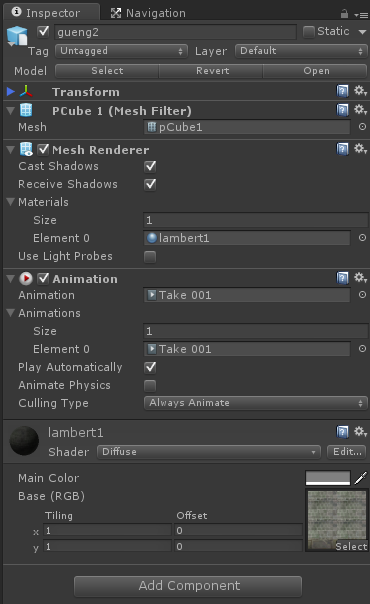 Inspector Navigation
gueng2 Static
Tag Untagged Layer Default
Model Select Revert Open
Transform
PCube 1 (Mesh Filter)
Mesh pCube1
Mesh Renderer
Cast Shadows
Receive Shadows
Materials
Size 1
Element 0 lambert1
Use Light Probes
Animation
Animation Take 001
Animations
Size 1
Element 0 Take 001
Play Automatically
Animate Physics
Culling Type Always Animate
lambert1
Shader Diffuse Edit...
Main Color
Base (RGB)
Tiling Offset
x 1 0
y 1 0
Select
Add Component